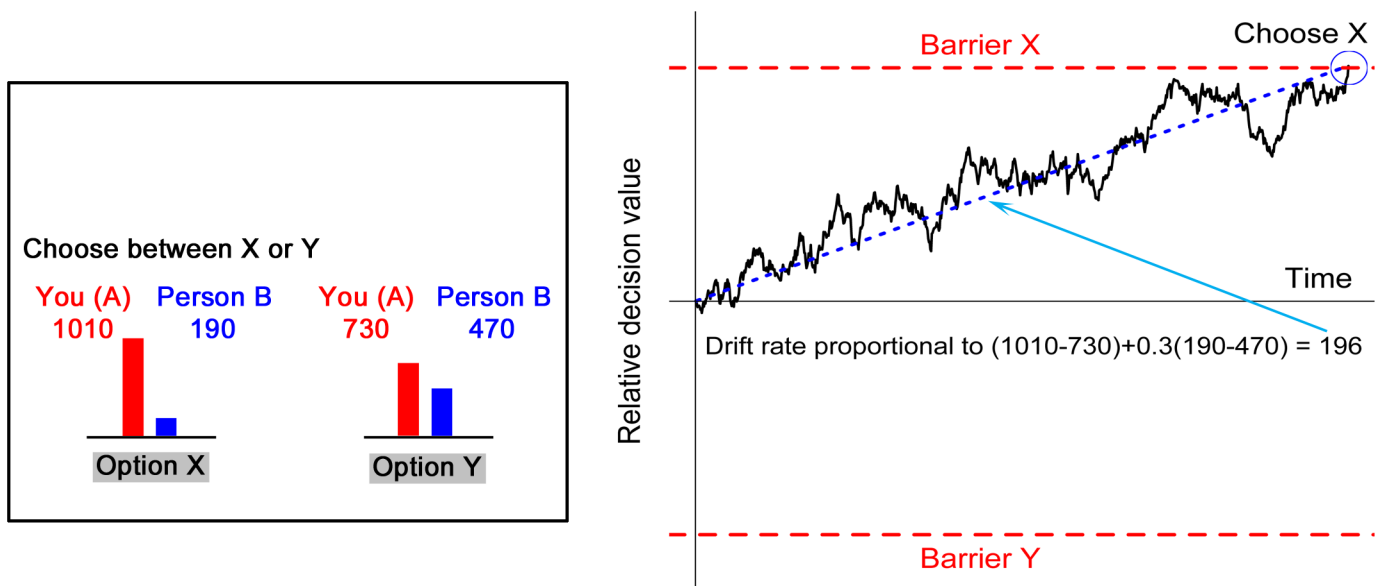 Choose between X or Y
You (A) Person B
1010 190
You (A) Person B
730 470
Option X
Option Y
Relative decision value
Barrier X
Choose X
Time
Drift rate proportional to (1010-730)+0.3(190-470) = 196
Barrier Y